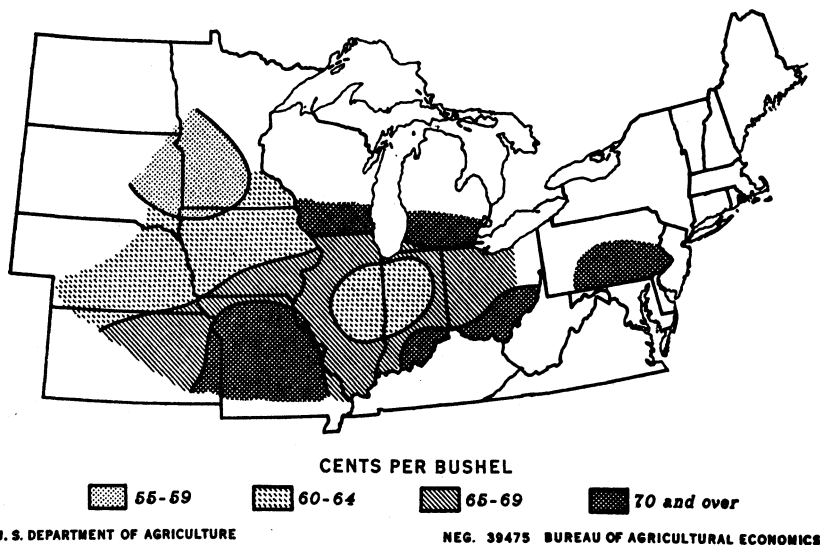 CENTS PER BUSHEL
55-59 60-64 65-69 70 and over
U. S. DEPARTMENT OF AGRICULTURE NEG. 39475 BUREAU OF AGRICULTURAL ECONOMICS